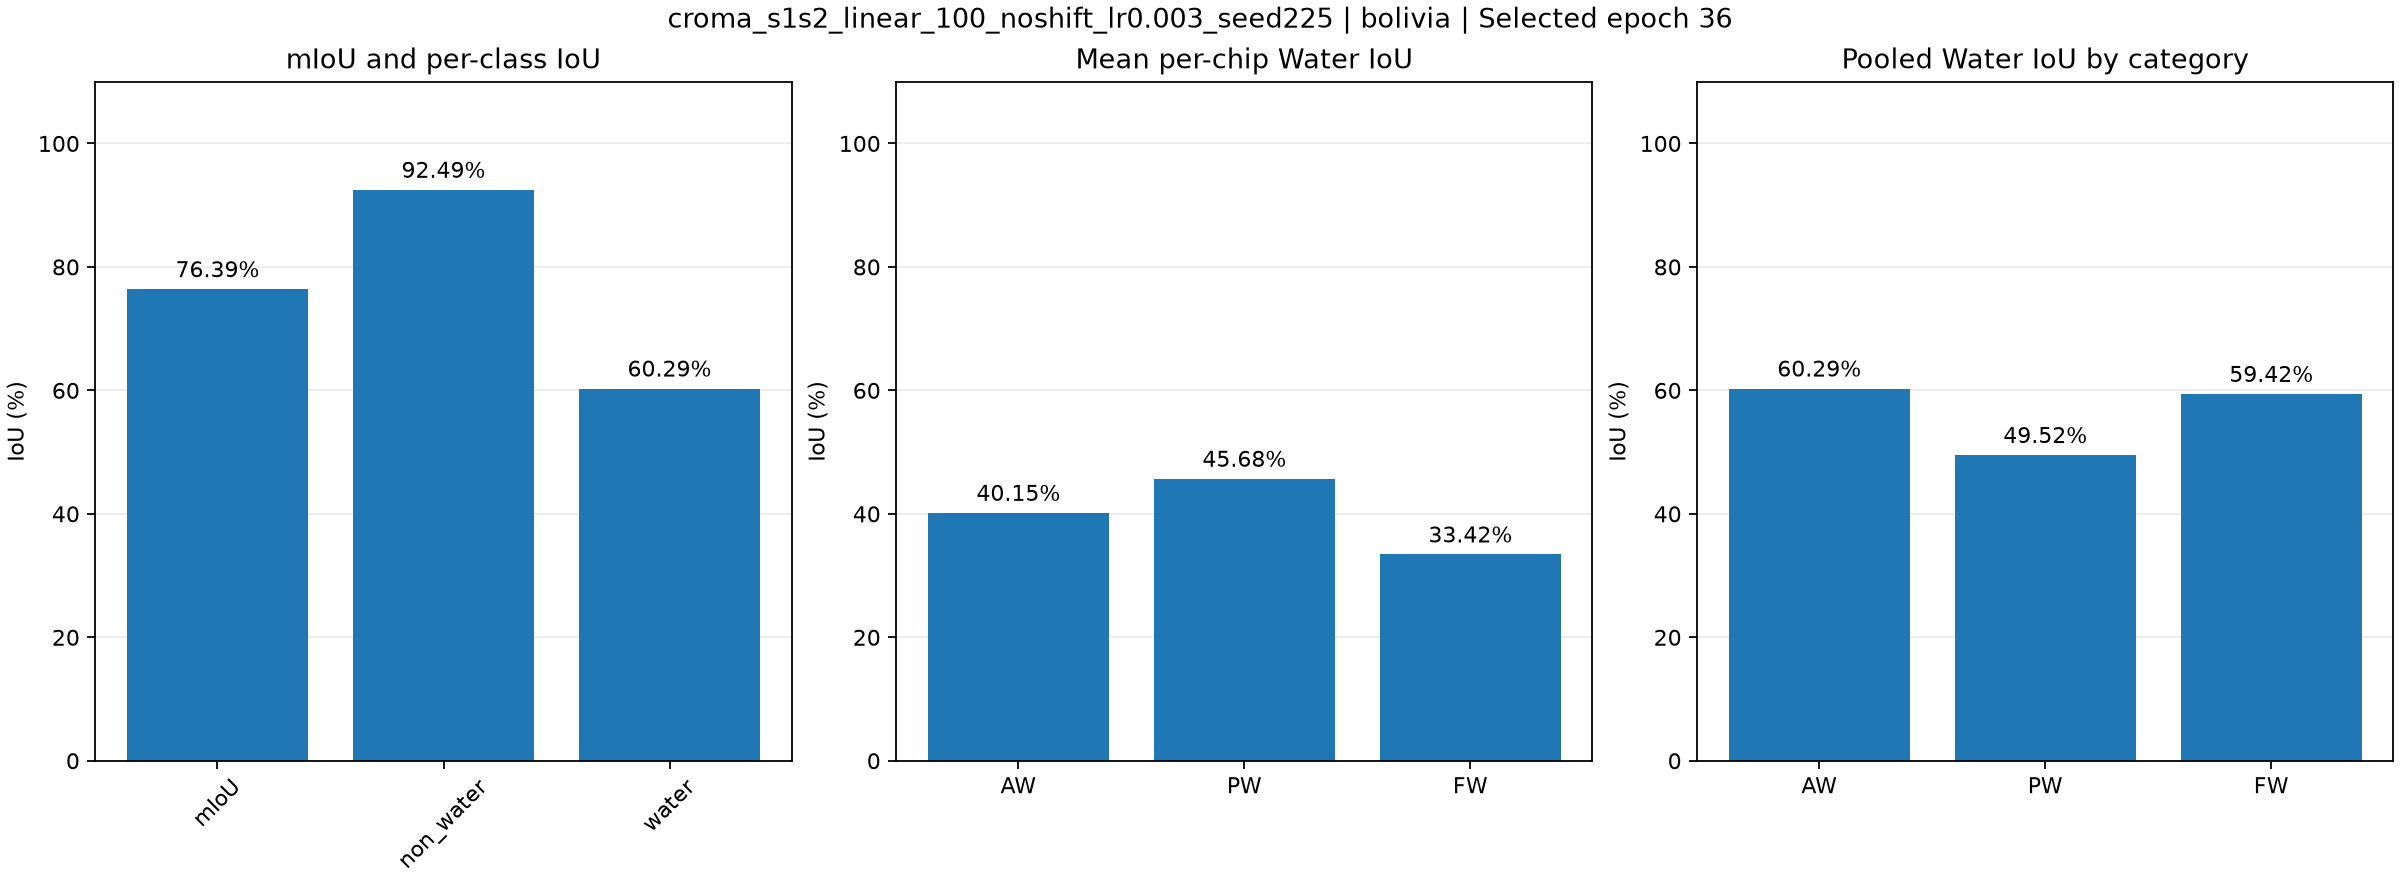 croma_s1s2_linear_100_noshift_lr0.003_seed225 | bolivia | Selected epoch 36
mIoU and per-class IoU
IoU (%)
100
80
60
40
20
0
76.39%
92.49%
60.29%
mIoU
non_water
water
Mean per-chip Water IoU
IoU (%)
100
80
60
40
20
0
40.15%
45.68%
33.42%
AW
PW
FW
Pooled Water IoU by category
IoU (%)
100
80
60
40
20
0
60.29%
49.52%
59.42%
AW
PW
FW